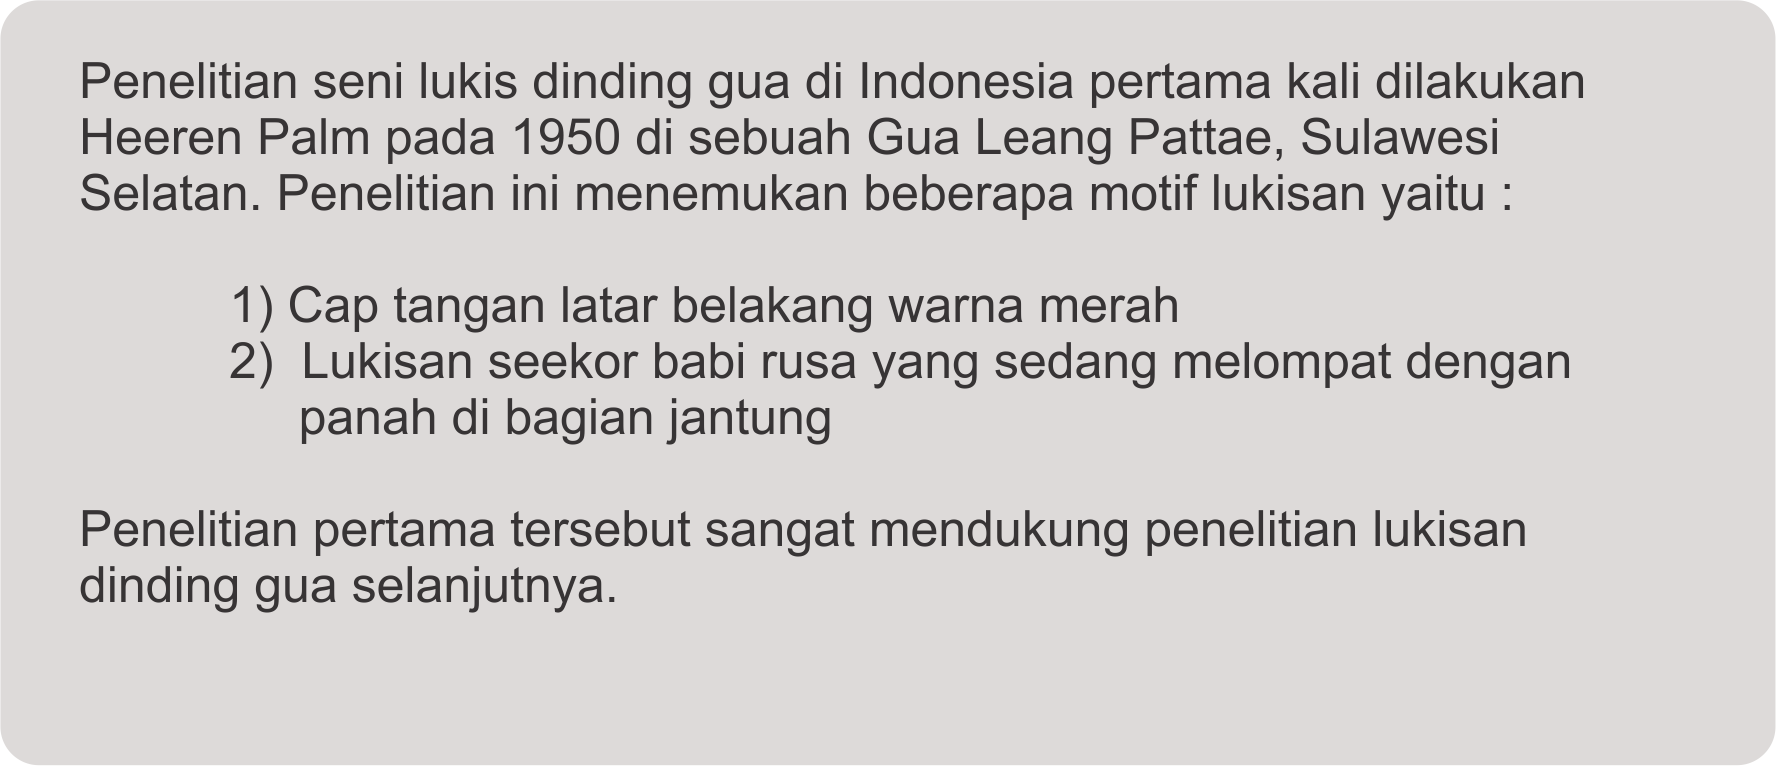 Penelitian seni lukis dinding gua di Indonesia pertama kali dilakukan
Heeren Palm pada 1950 di sebuah Gua Leang Pattae, Sulawesi
Selatan. Penelitian ini menemukan beberapa motif lukisan yaitu :
1) Cap tangan latar belakang warna merah
2) Lukisan seekor babi rusa yang sedang melompat dengan
panah di bagian jantung
Penelitian pertama tersebut sangat mendukung penelitian lukisan
dinding gua selanjutnya.